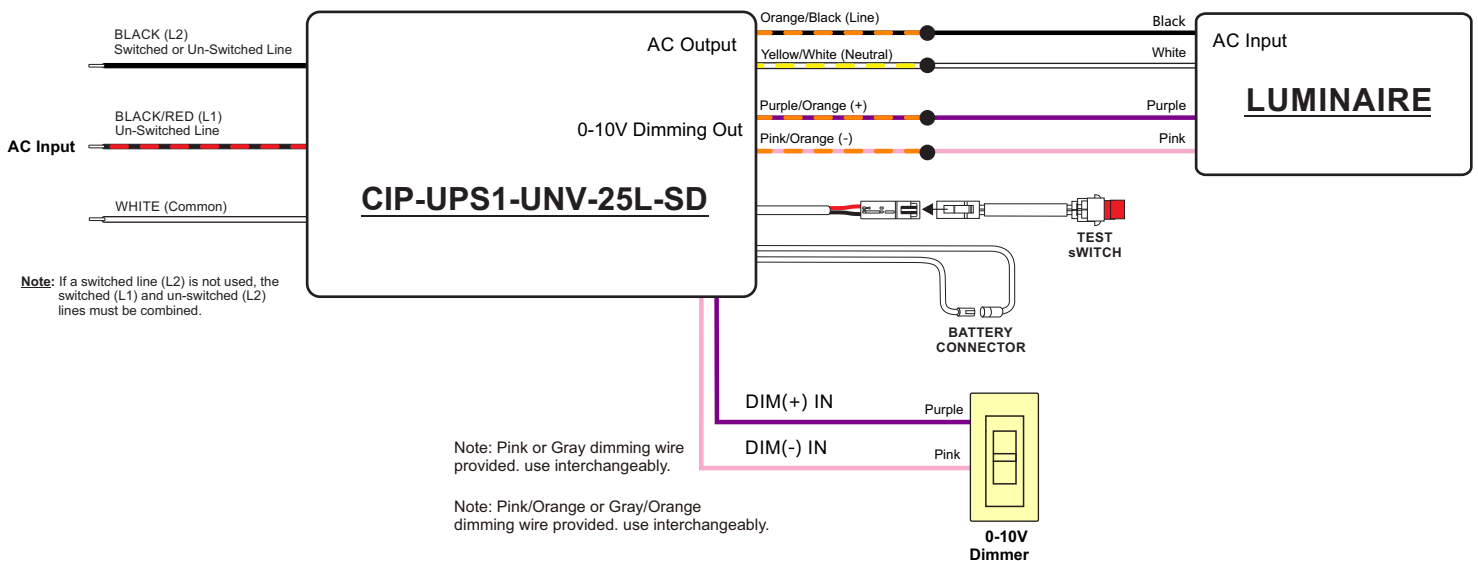 BLACK (L2)
Switched or Un-Switched Line
BLACK/RED (L1)
Un-Switched Line
AC Input
WHITE (Common)
Note: If a switched line (L2) is not used, the
switched (L1) and un-switched (L2)
lines must be combined.
AC Output
0-10V Dimming Out
CIP-UPS1-UNV-25L-SD
Orange/Black (Line)
Yellow/White (Neutral)
Purple/Orange (+)
Pink/Orange (-)
Black
White
Purple
Pink
AC Input
LUMINAIRE
TEST
sWITCH
BATTERY
CONNECTOR
DIM(+) IN
Purple
DIM(-) IN
Pink
Note: Pink or Gray dimming wire
provided. use interchangeably.
Note: Pink/Orange or Gray/Orange
dimming wire provided. use interchangeably.
0-10V
Dimmer